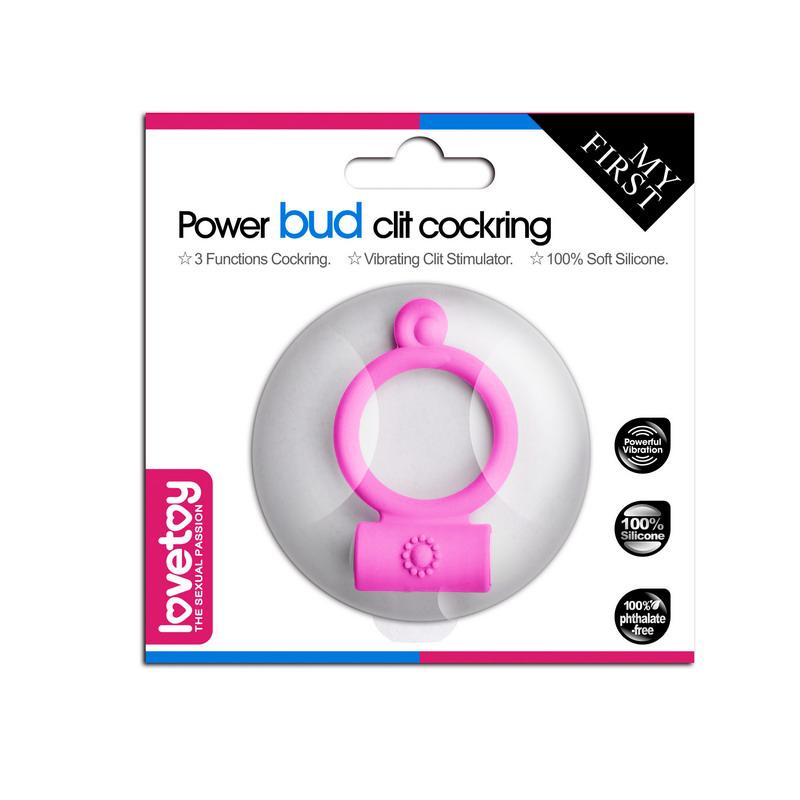 MY
FIRST
Power bud clit cockring
☆ 3 Functions Cockring. ☆ Vibrating Clit Stimulator. ☆ 100% Soft Silicone.
Powerful
Vibration
100%
Silicone
100%
phthalate
-free
lovetoy
THE SEXUAL PASSION